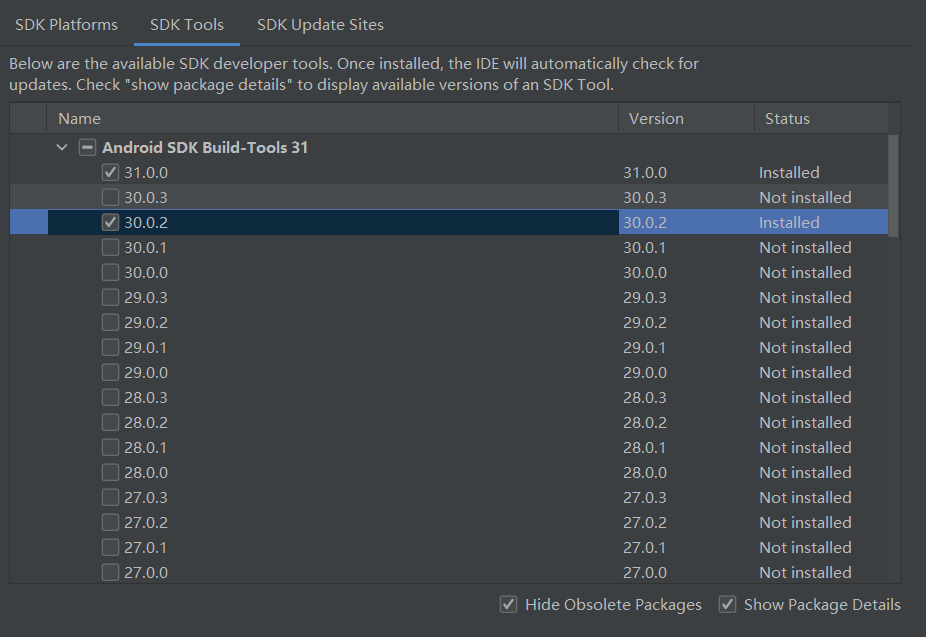 SDK Platforms SDK Tools SDK Update Sites
Below are the available SDK developer tools. Once installed, the IDE will automatically check for
updates. Check "show package details" to display available versions of an SDK Tool.
Name Version Status
Android SDK Build-Tools 31
31.0.0 31.0.0 Installed
30.0.3 30.0.3 Not installed
30.0.2 30.0.2 Installed
30.0.1 30.0.1 Not installed
30.0.0 30.0.0 Not installed
29.0.3 29.0.3 Not installed
29.0.2 29.0.2 Not installed
29.0.1 29.0.1 Not installed
29.0.0 29.0.0 Not installed
28.0.3 28.0.3 Not installed
28.0.2 28.0.2 Not installed
28.0.1 28.0.1 Not installed
28.0.0 28.0.0 Not installed
27.0.3 27.0.3 Not installed
27.0.2 27.0.2 Not installed
27.0.1 27.0.1 Not installed
27.0.0 27.0.0 Not installed
Hide Obsolete Packages Show Package Details